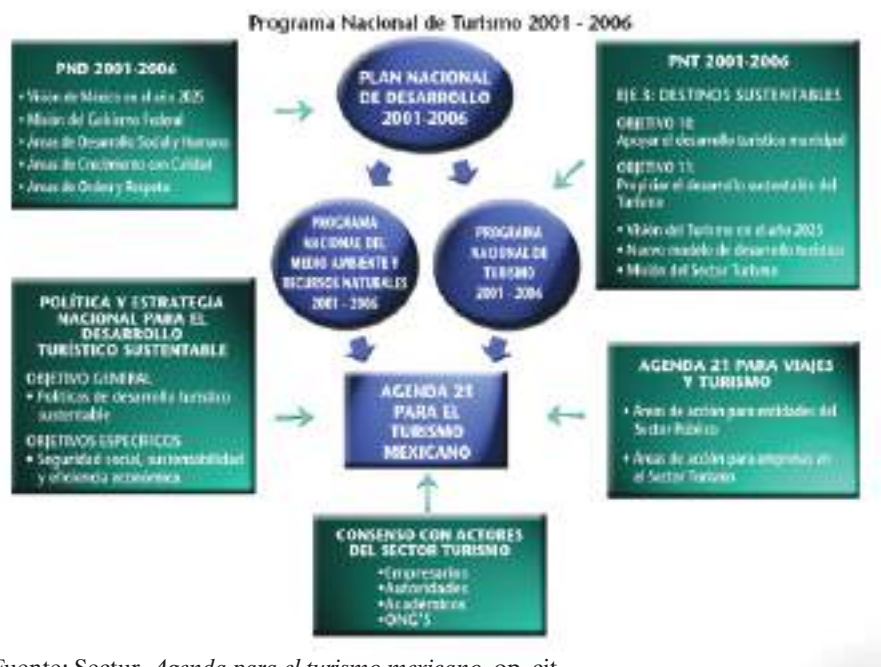 Programa Nacional de Turismo 2001 - 2006
PND 2001-2006
• Visión de México en el año 2025
• Misión del Gobierno Federal
• Áreas de Desarrollo Social y Humano
• Áreas de Crecimiento con Calidad
• Áreas de Orden y Respeto
PLAN NACIONAL
DE DESARROLLO
2001-2006
PNT 2001-2006
EJE 3: DESTINOS SUSTENTABLES
OBJETIVO 10:
Apoyar el desarrollo turístico municipal
OBJETIVO 11:
Propiciar el desarrollo sustentable del
Turismo
• Visión del Turismo en el año 2025
• Nuevo modelo de desarrollo turístico
• Misión del Sector Turismo
PROGRAMA
NACIONAL DEL
MEDIO AMBIENTE Y
RECURSOS NATURALES
2001 - 2006
PROGRAMA
NACIONAL DE
TURISMO
2001 - 2006
POLÍTICA Y ESTRATEGIA
NACIONAL PARA EL
DESARROLLO
TURÍSTICO SUSTENTABLE
OBJETIVO GENERAL
• Políticas de desarrollo turístico
sustentable
OBJETIVOS ESPECÍFICOS
• Seguridad social, sustentabilidad
y eficiencia económica
AGENDA 21
PARA EL
TURISMO
MEXICANO
AGENDA 21 PARA VIAJES
Y TURISMO
• Áreas de acción para entidades del
Sector Público
• Áreas de acción para empresas en
el Sector Turismo
CONSENSO CON ACTORES
DEL SECTOR TURISMO
•Empresarios
•Autoridades
•Académicos
•ONG'S
Fuente: Sectur, Agenda para el turismo mexicano, op. cit.